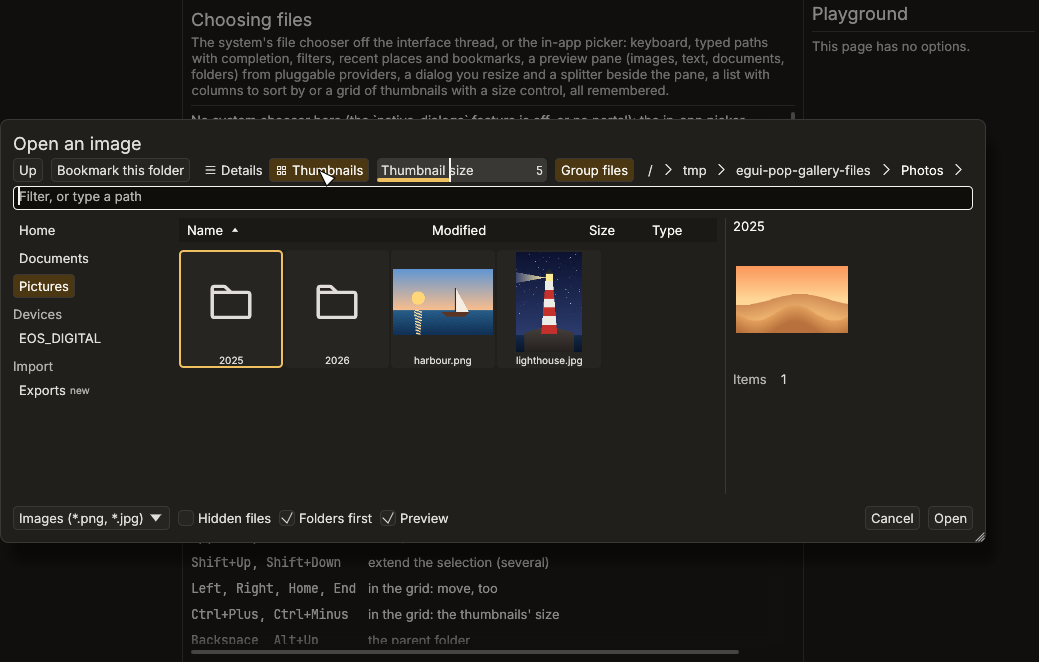 Choosing files
The system's file chooser off the interface thread, or the in-app picker: keyboard, typed paths
with completion, filters, recent places and bookmarks, a preview pane (images, text, documents,
folders) from pluggable providers, a dialog you resize and a splitter beside the pane, a list with
columns to sort by or a grid of thumbnails with a size control, all remembered.
Playground
This page has no options.
Open an image
Up Bookmark this folder Details Thumbnails Thumbnail size 5 Group files / > tmp > egui-pop-gallery-files > Photos >
Filter, or type a path
Home
Documents
Pictures
Devices
EOS_DIGITAL
Import
Exports new
Name Modified Size Type
2025 2026 harbour.png lighthouse.jpg
2025
Items 1
Images (*.png, *.jpg) Hidden files Folders first Preview Cancel Open
Shift+Up, Shift+Down extend the selection (several)
Left, Right, Home, End in the grid: move, too
Ctrl+Plus, Ctrl+Minus in the grid: the thumbnails' size
Backspace Alt+Up the parent folder